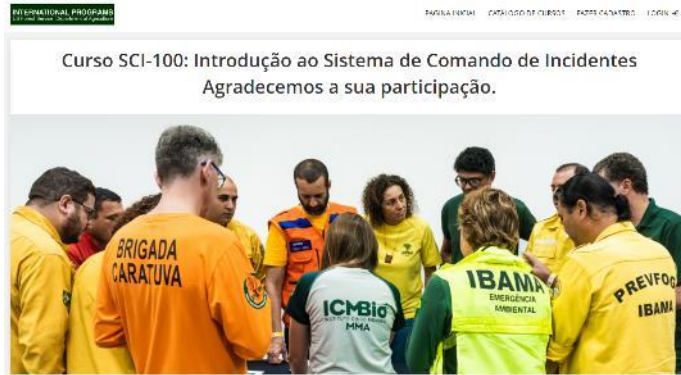 INTERNATIONAL PROGRAMS
PÁGINA INICIAL CATÁLOGO DE CURSOS FAZER CADASTRO LOGIN
Curso SCI-100: Introdução ao Sistema de Comando de Incidentes
Agradecemos a sua participação.
BRIGADA
CARATUVA
ICMBio
MMA
IBAMA
EMERGÊNCIA
AMBIENTAL
PREVFOGO
IBAMA